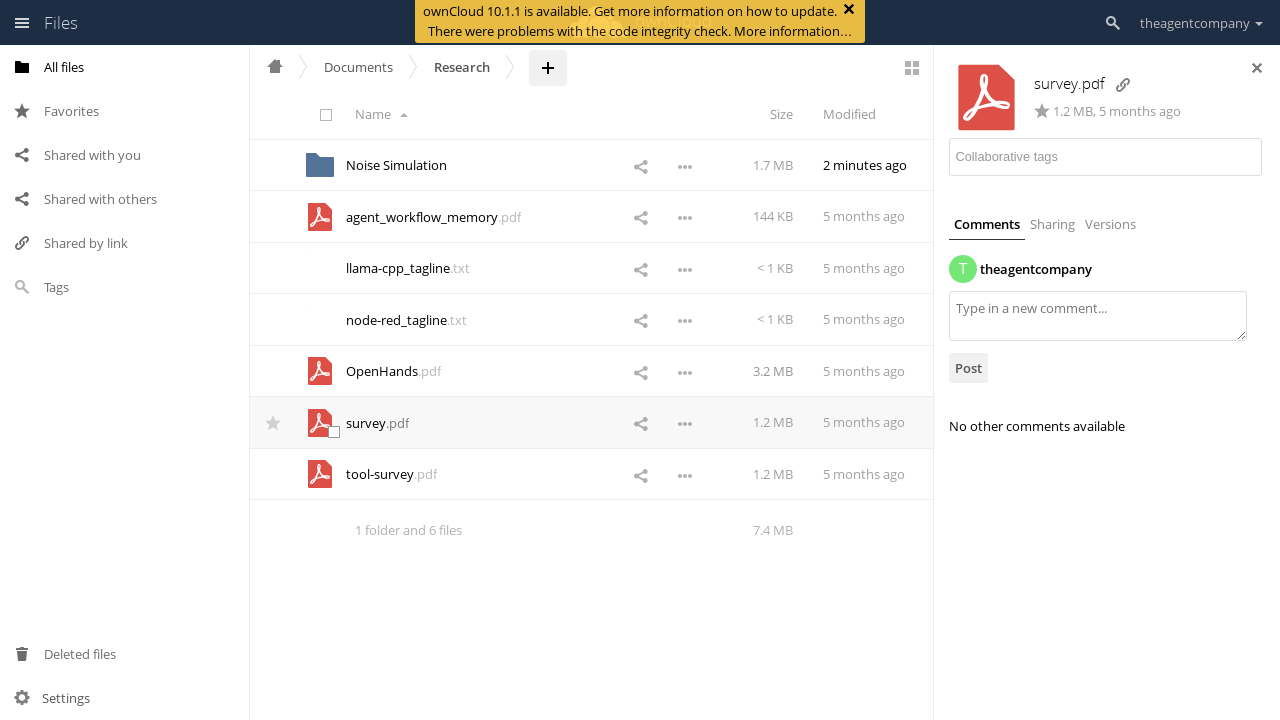 Files
ownCloud 10.1.1 is available. Get more information on how to update.
There were problems with the code integrity check. More information…
theagentcompany
All files
Favorites
Shared with you
Shared with others
Shared by link
Tags
Deleted files
Settings
Documents
Research
Name
Size
Modified
Noise Simulation
1.7 MB
2 minutes ago
agent_workflow_memory.pdf
144 KB
5 months ago
llama-cpp_tagline.txt
< 1 KB
5 months ago
node-red_tagline.txt
< 1 KB
5 months ago
OpenHands.pdf
3.2 MB
5 months ago
survey.pdf
1.2 MB
5 months ago
tool-survey.pdf
1.2 MB
5 months ago
1 folder and 6 files
7.4 MB
survey.pdf
1.2 MB, 5 months ago
Collaborative tags
Comments
Sharing
Versions
T
theagentcompany
Type in a new comment...
Post
No other comments available